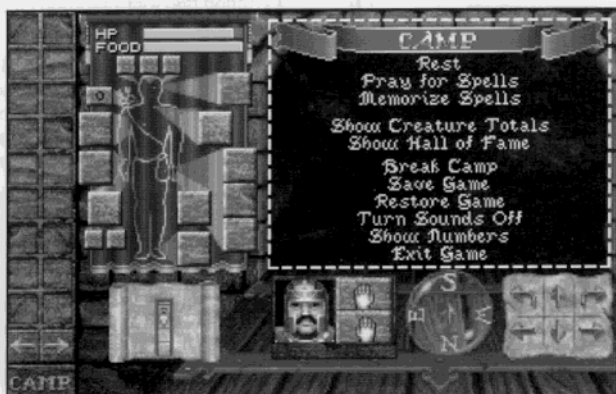 HP
FOOD
0
CAMP
Rest
Pray for Spells
Memorize Spells
Show Creature Totals
Show Hall of Fame
Break Camp
Save Game
Restore Game
Turn Sounds Off
Show Numbers
Exit Game
S
E
W
N
CAMP